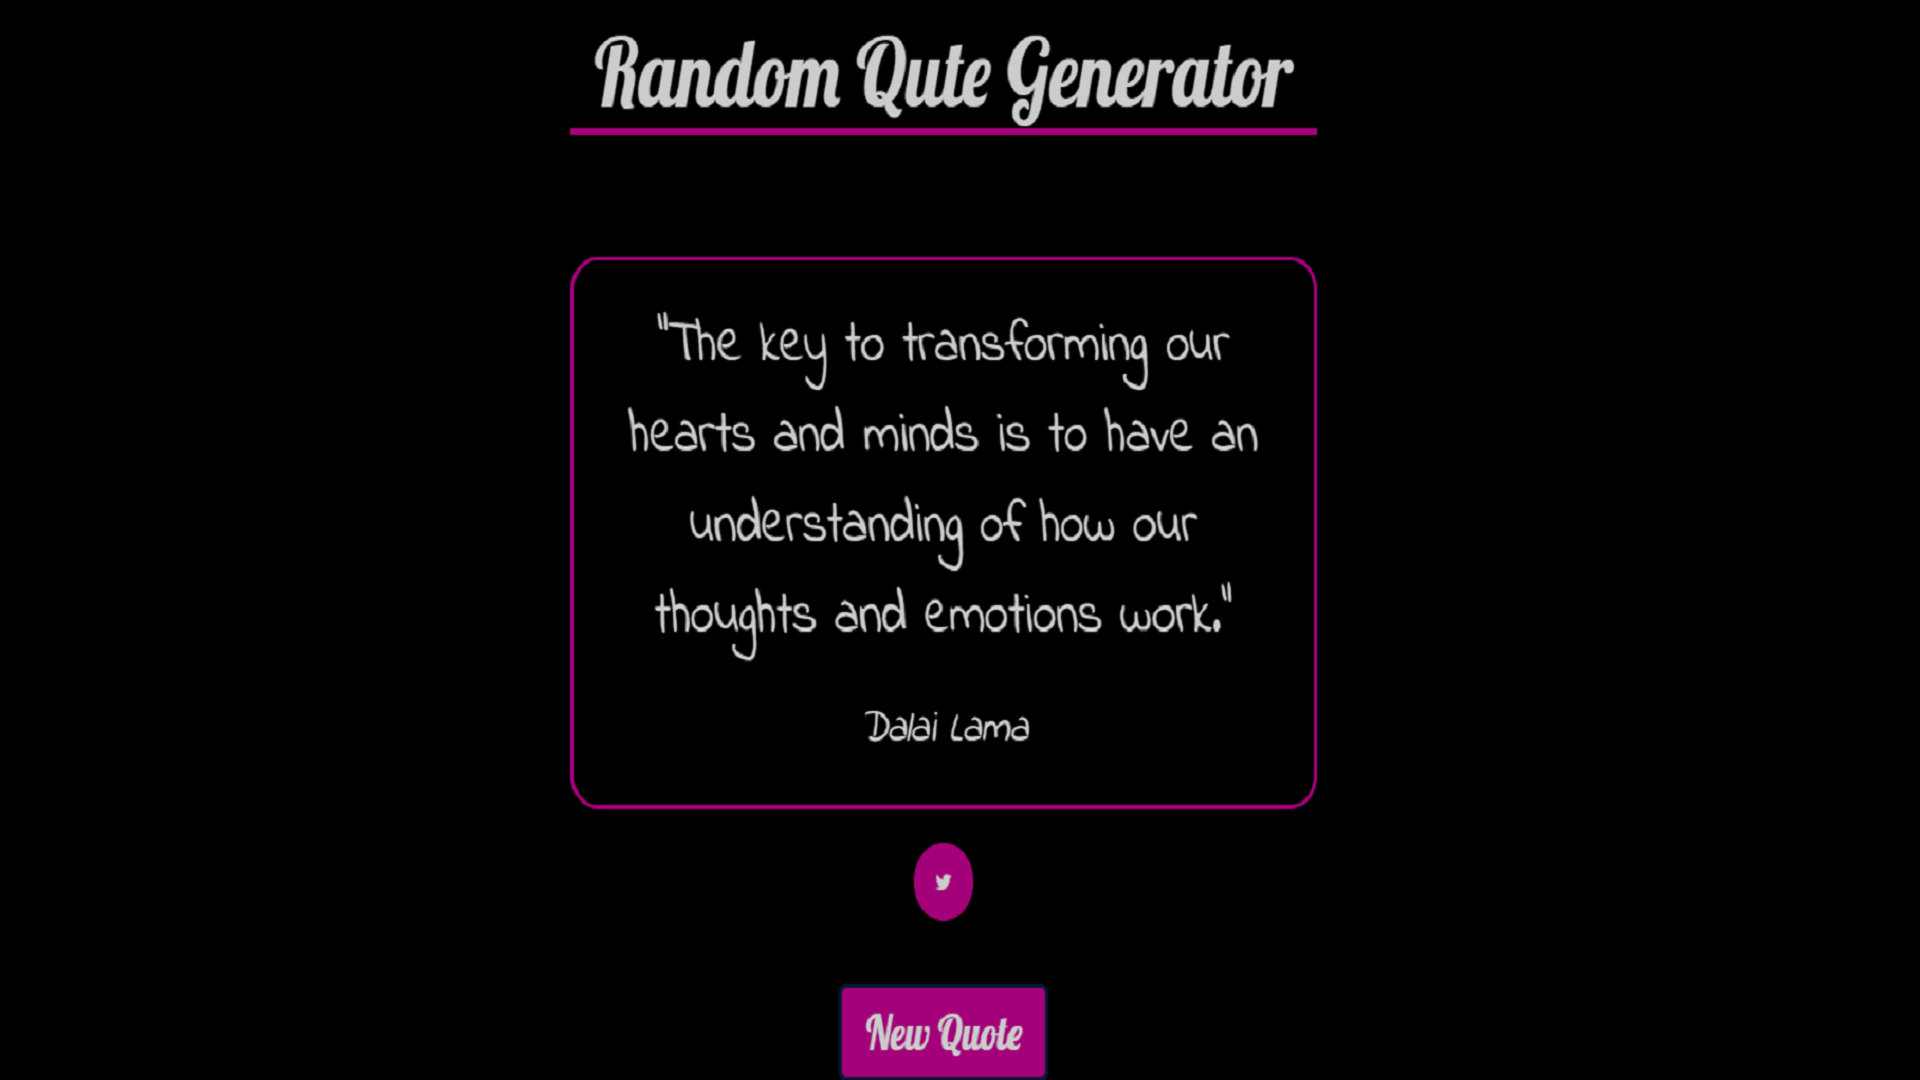 Random Qute Generator
"The key to transforming our
hearts and minds is to have an
understanding of how our
thoughts and emotions work."
Dalai Lama
New Quote